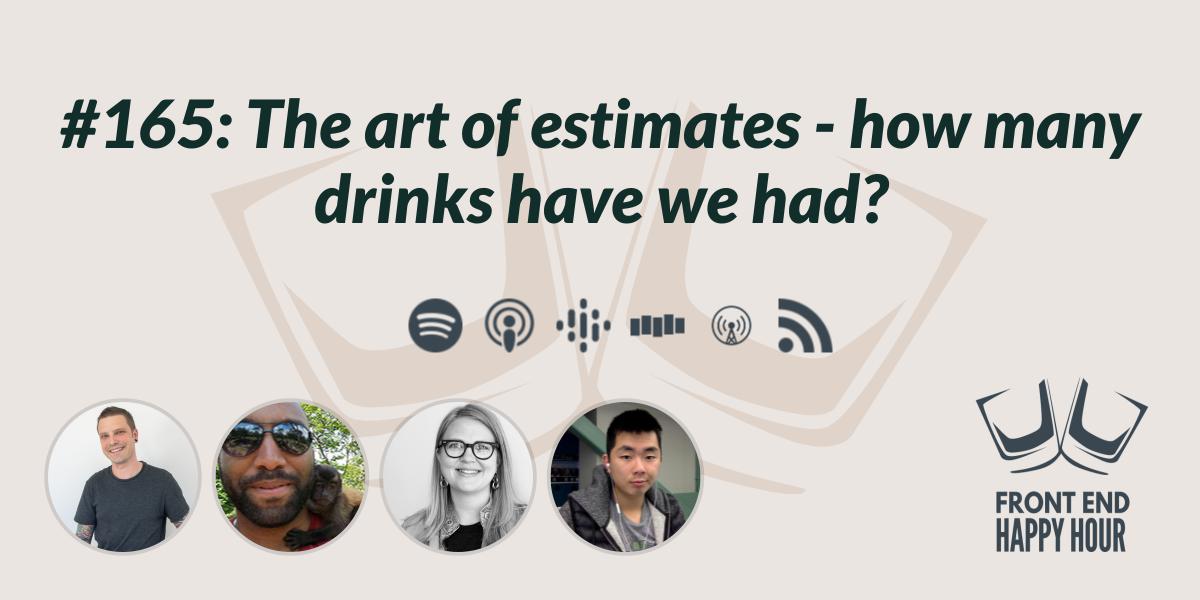 #165: The art of estimates - how many
drinks have we had?
FRONT END
HAPPY HOUR